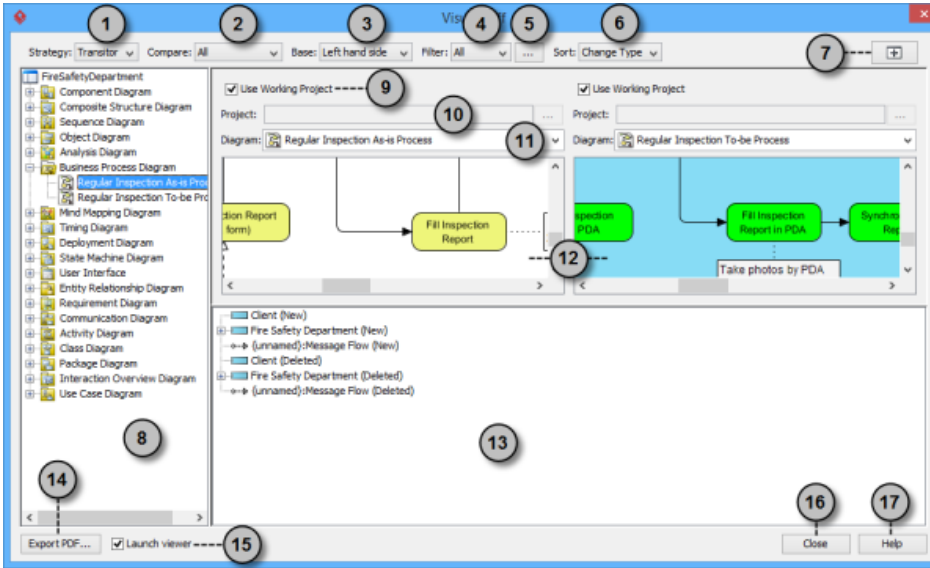 1 2 3 4 5 6 7
Strategy: Transitor Compare: All Base: Left hand side Filter: All ... Sort: Change Type
FireSafetyDepartment
Component Diagram
Composite Structure Diagram
Sequence Diagram
Object Diagram
Analysis Diagram
Business Process Diagram
Regular Inspection As-is Proc
Regular Inspection To-be Prc
Mind Mapping Diagram
Timing Diagram
Deployment Diagram
State Machine Diagram
User Interface
Entity Relationship Diagram
Requirement Diagram
Communication Diagram
Activity Diagram
Class Diagram
Package Diagram
Interaction Overview Diagram
Use Case Diagram
8
Use Working Project 9
Project: 10 ...
Diagram: Regular Inspection As-is Process 11
tion Report
form)
Fill Inspection
Report
12
Use Working Project
Project: ...
Diagram: Regular Inspection To-be Process
spection
PDA
Fill Inspection
Report in PDA
Synchro
Rep
Take photos by PDA
Client (New)
Fire Safety Department (New)
(unnamed):Message Flow (New)
Client (Deleted)
Fire Safety Department (Deleted)
(unnamed):Message Flow (Deleted)
13
14 16 17
Export PDF... Launch viewer 15 Close Help